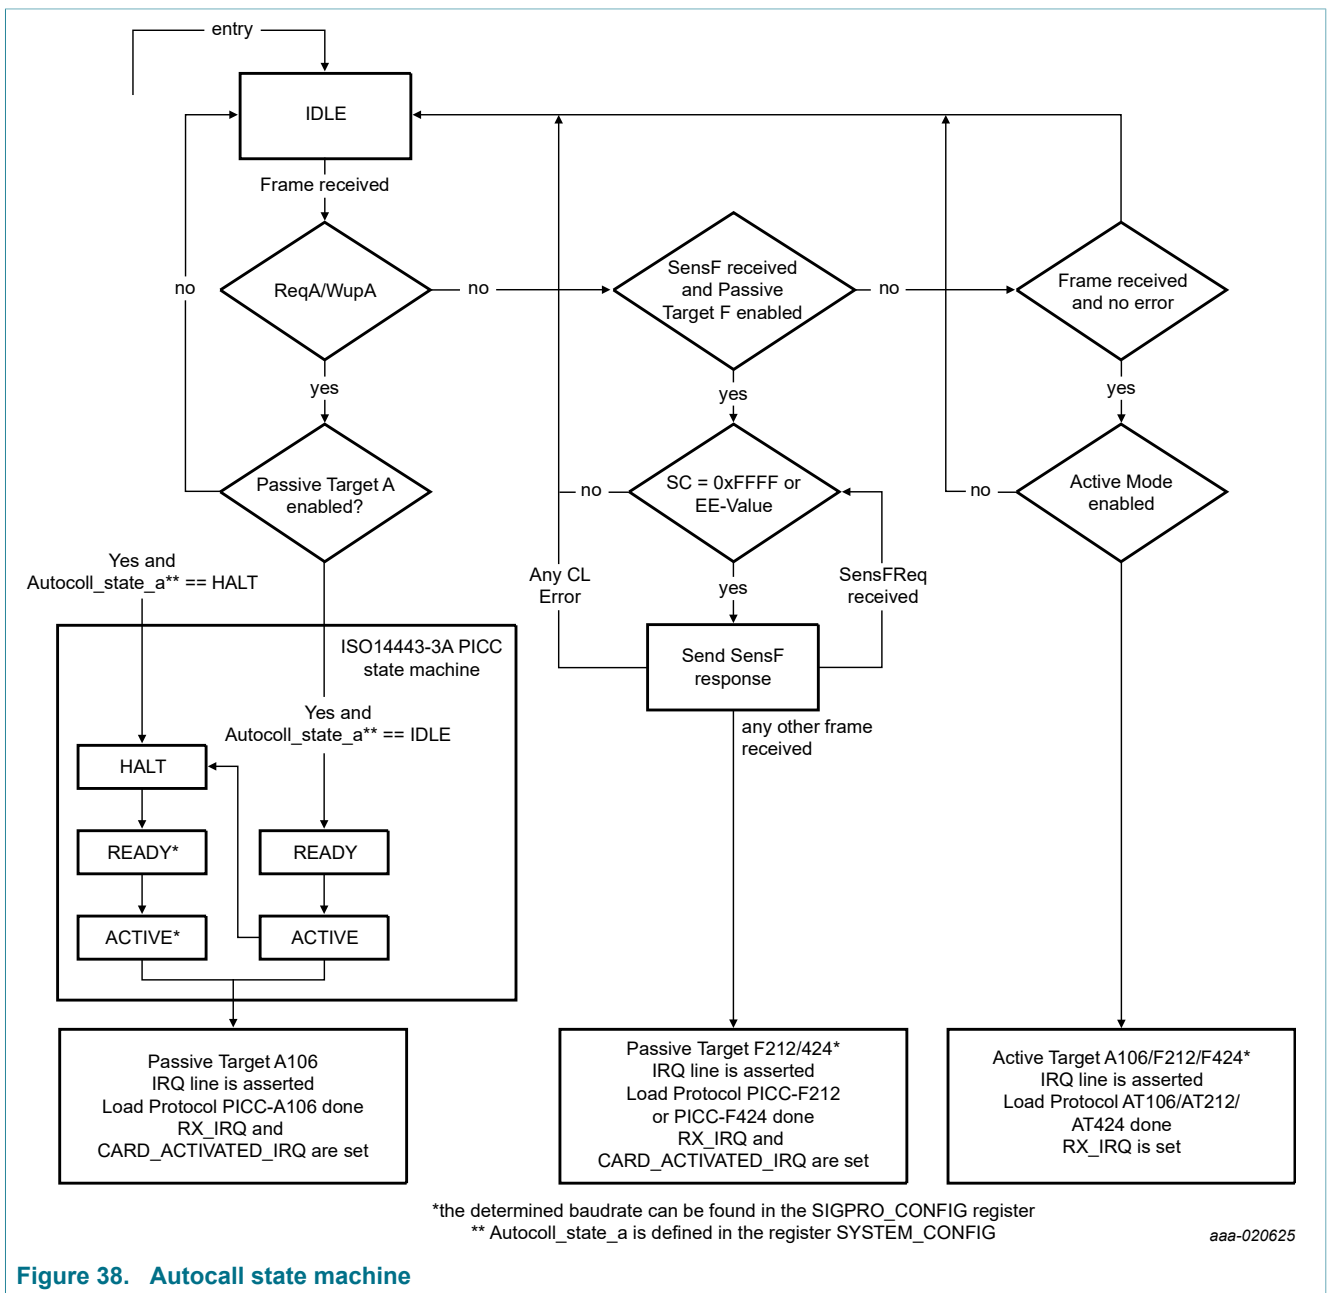 entry
IDLE
Frame received
no
ReqA/WupA
no
SensF received
and Passive
Target F enabled
no
Frame received
and no error
yes
yes
yes
Passive Target A
enabled?
no
SC = 0xFFFF or
EE-Value
no
Active Mode
enabled
Yes and
Autocoll_state_a** == HALT
Any CL
Error
yes
SensFReq
received
ISO14443-3A PICC
state machine
Send SensF
response
Yes and
Autocoll_state_a** == IDLE
any other frame
received
HALT
READY*
READY
ACTIVE*
ACTIVE
Passive Target A106
IRQ line is asserted
Load Protocol PICC-A106 done
RX_IRQ and
CARD_ACTIVATED_IRQ are set
Passive Target F212/424*
IRQ line is asserted
Load Protocol PICC-F212
or PICC-F424 done
RX_IRQ and
CARD_ACTIVATED_IRQ are set
Active Target A106/F212/F424*
IRQ line is asserted
Load Protocol AT106/AT212/
AT424 done
RX_IRQ is set
*the determined baudrate can be found in the SIGPRO_CONFIG register
** Autocoll_state_a is defined in the register SYSTEM_CONFIG
aaa-020625
Figure 38. Autocall state machine